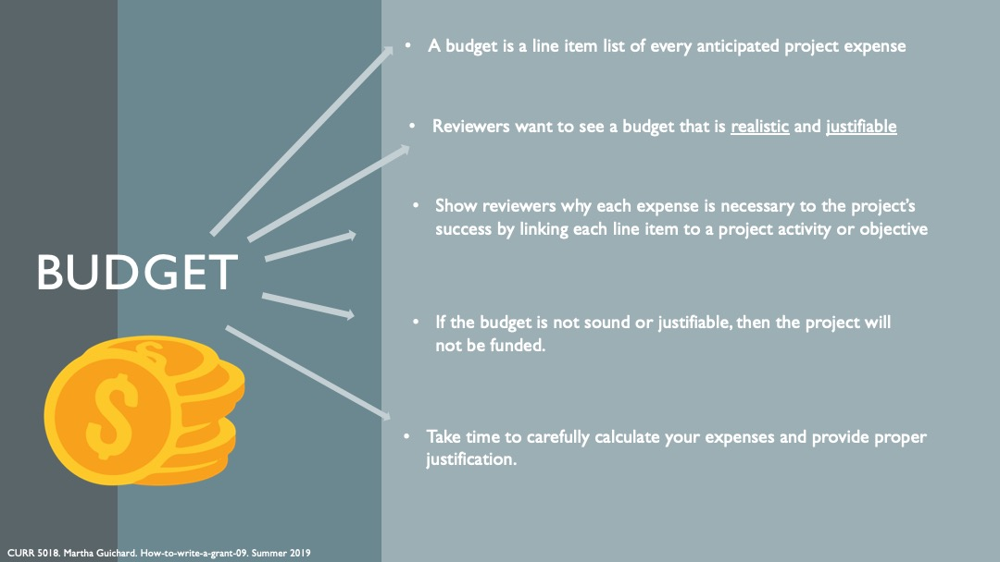 • A budget is a line item list of every anticipated project expense
• Reviewers want to see a budget that is realistic and justifiable
• Show reviewers why each expense is necessary to the project's
success by linking each line item to a project activity or objective
BUDGET
• If the budget is not sound or justifiable, then the project will
not be funded.
$
$
• Take time to carefully calculate your expenses and provide proper
justification.
CURR 5018. Martha Guichard. How-to-write-a-grant-09. Summer 2019